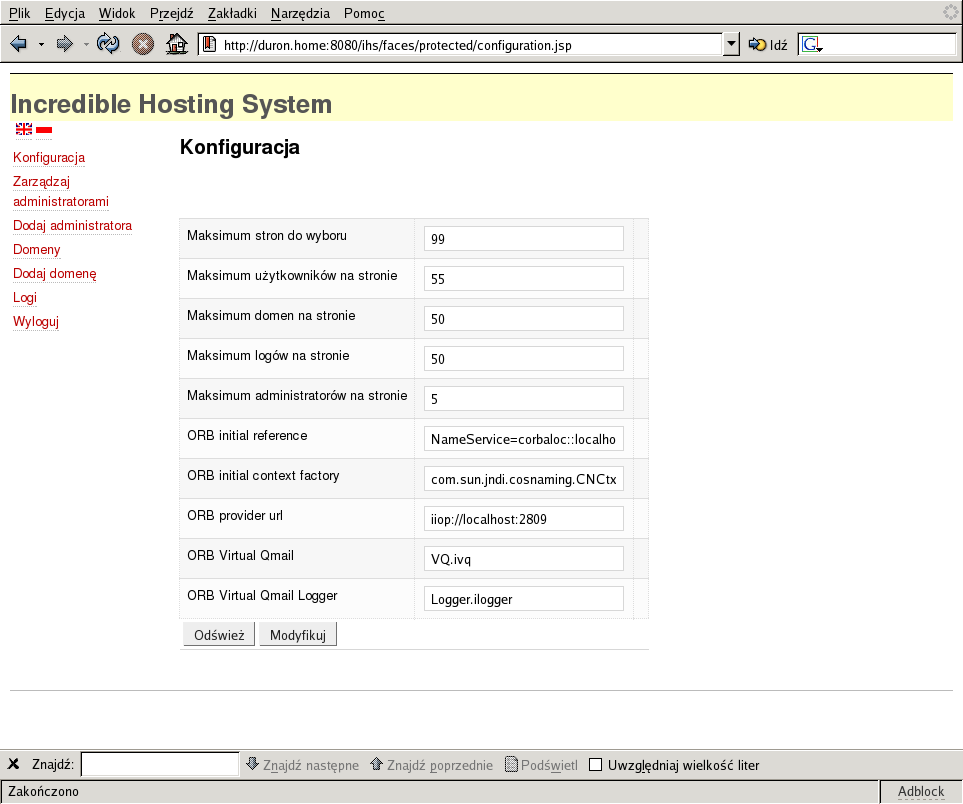 Plik Edycja Widok Przejdź Zakładki Narzędzia Pomoc
http://duron.home:8080/ihs/faces/protected/configuration.jsp Idź G
Incredible Hosting System
Konfiguracja
Zarządzaj
administratorami
Dodaj administratora
Domeny
Dodaj domenę
Logi
Wyloguj
Konfiguracja
Maksimum stron do wyboru 99
Maksimum użytkowników na stronie 55
Maksimum domen na stronie 50
Maksimum logów na stronie 50
Maksimum administratorów na stronie 5
ORB initial reference NameService=corbaloc::localho
ORB initial context factory com.sun.jndi.cosnaming.CNCtx
ORB provider url iiop://localhost:2809
ORB Virtual Qmail VQ.ivq
ORB Virtual Qmail Logger Logger.ilogger
Odśwież Modyfikuj
Znajdź: Znajdź następne Znajdź poprzednie Podświetl Uwzględniaj wielkość liter
Zakończono Adblock